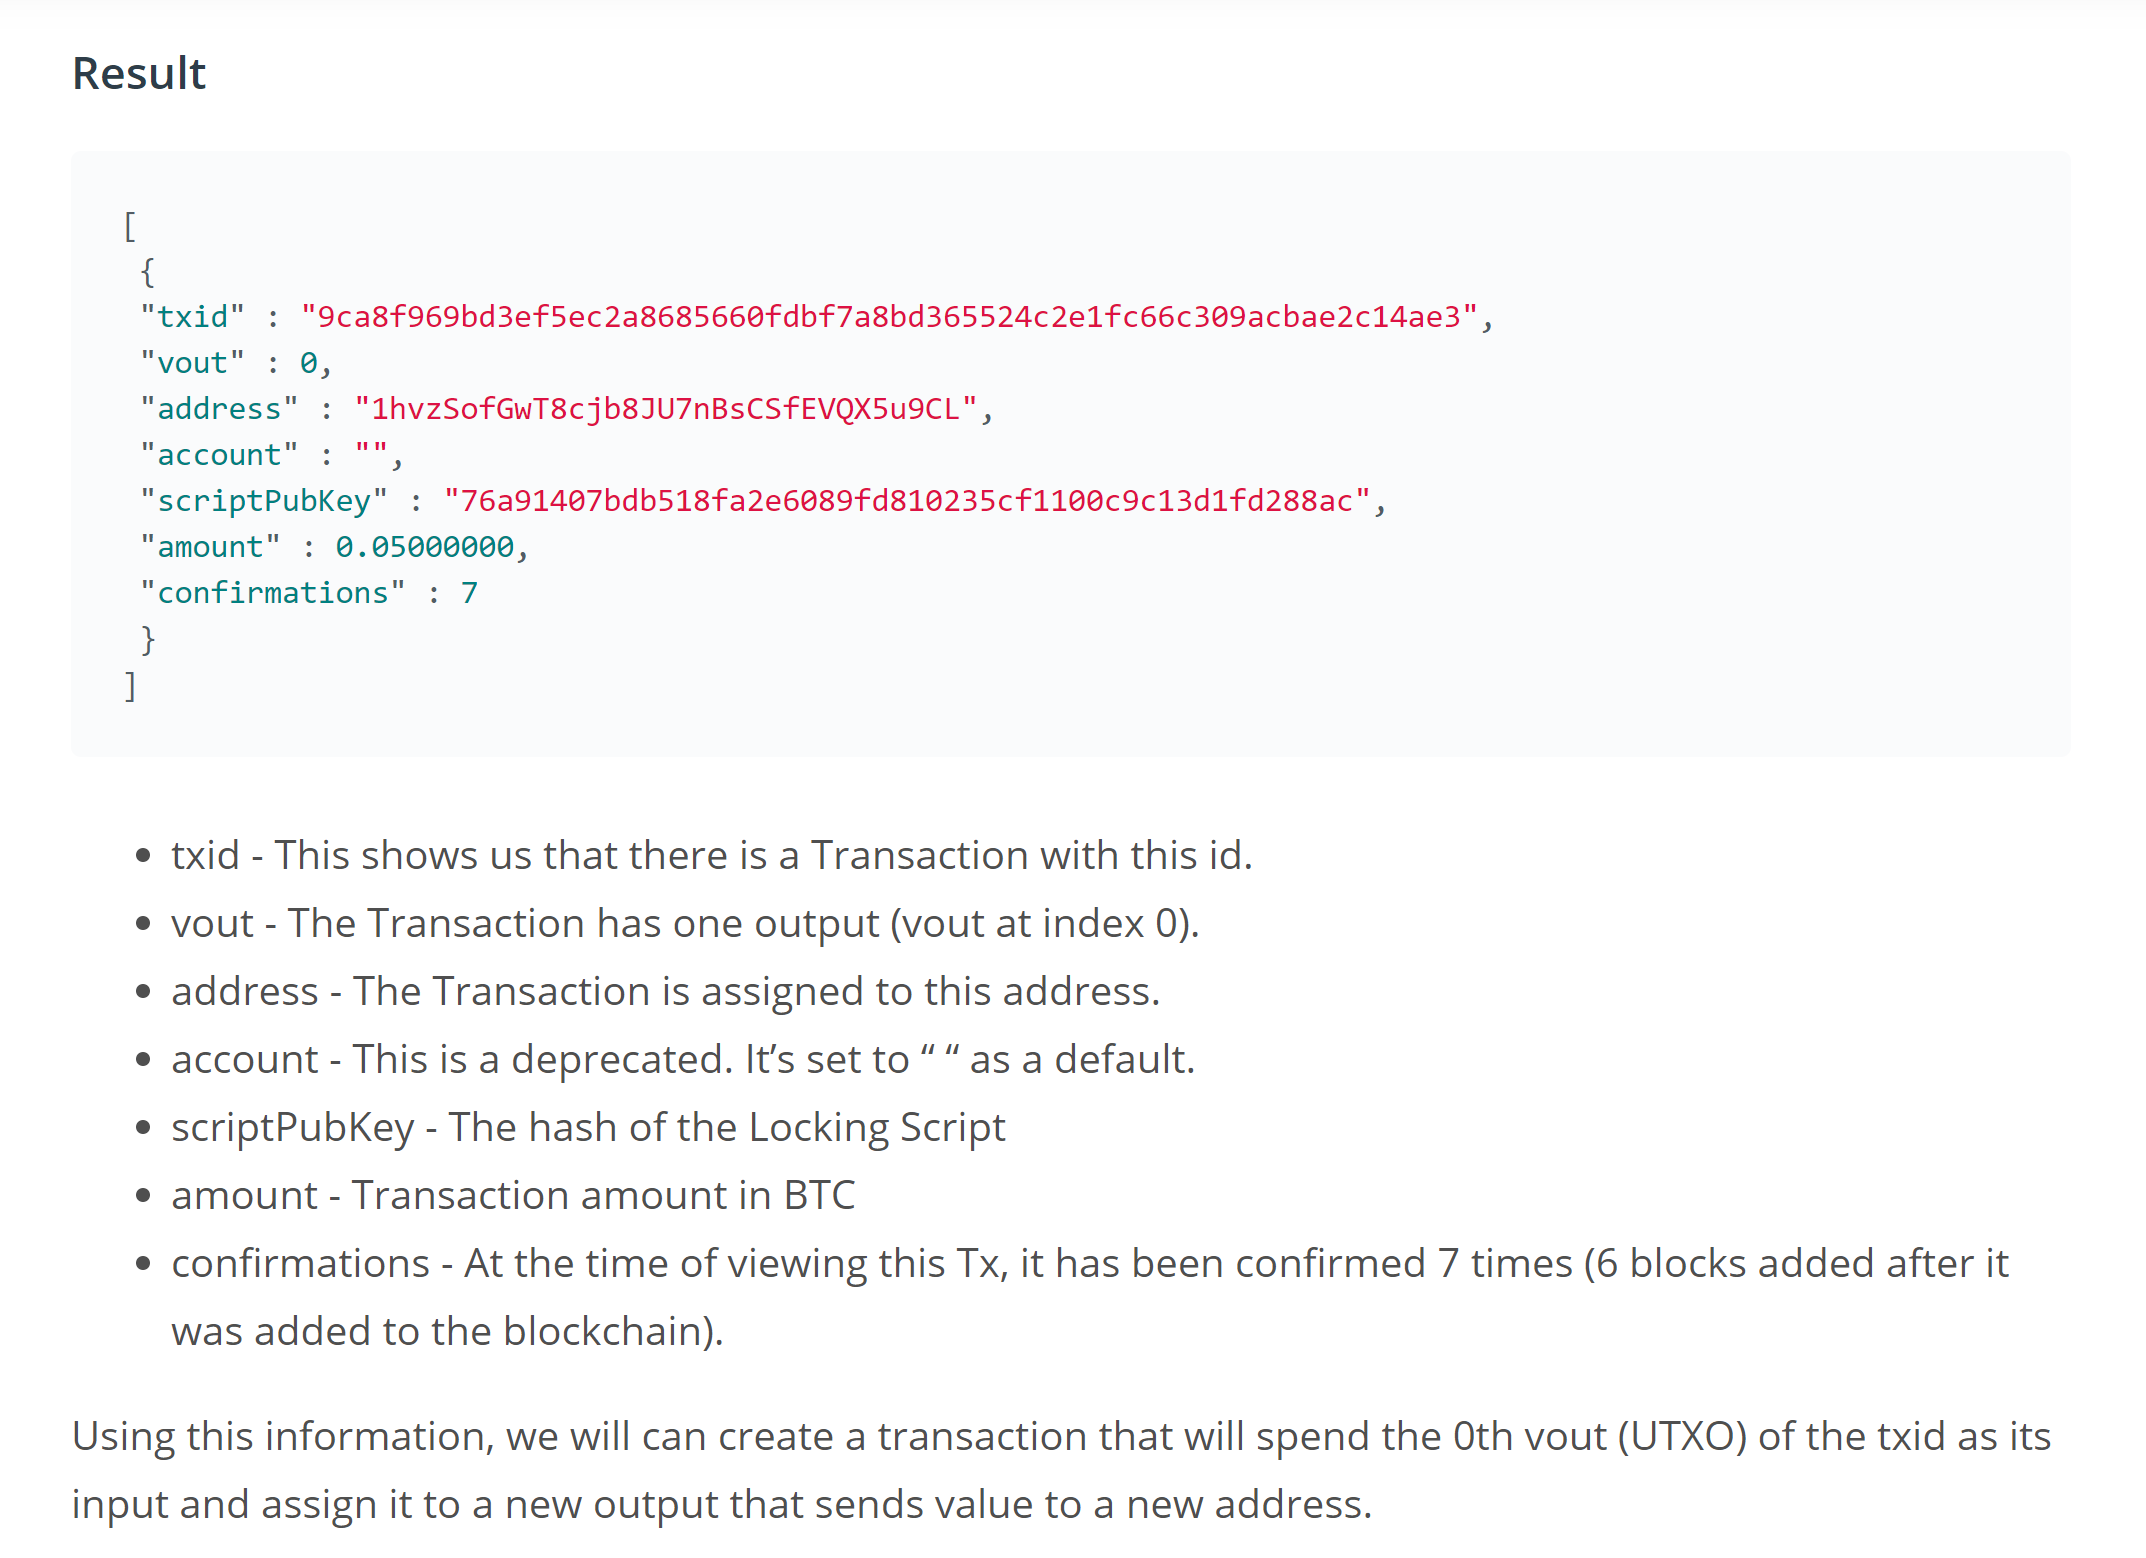 Result
[
{
"txid" : "9ca8f969bd3ef5ec2a8685660fdbf7a8bd365524c2e1fc66c309acbae2c14ae3",
"vout" : 0,
"address" : "1hvzSofGwT8cjb8JU7nBsCSfEVQX5u9CL",
"account" : "",
"scriptPubKey" : "76a91407bdb518fa2e6089fd810235cf1100c9c13d1fd288ac",
"amount" : 0.05000000,
"confirmations" : 7
}
]
• txid - This shows us that there is a Transaction with this id.
• vout - The Transaction has one output (vout at index 0).
• address - The Transaction is assigned to this address.
• account - This is a deprecated. It’s set to “ “ as a default.
• scriptPubKey - The hash of the Locking Script
• amount - Transaction amount in BTC
• confirmations - At the time of viewing this Tx, it has been confirmed 7 times (6 blocks added after it
was added to the blockchain).
Using this information, we will can create a transaction that will spend the 0th vout (UTXO) of the txid as its
input and assign it to a new output that sends value to a new address.